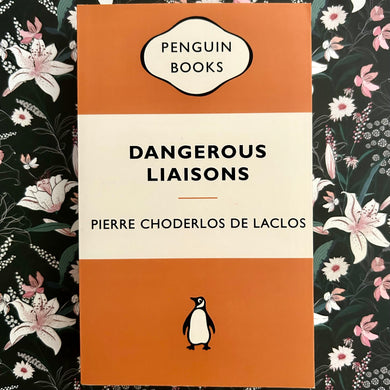 PENGUIN
BOOKS
DANGEROUS
LIAISONS
PIERRE CHODERLOS DE LACLOS